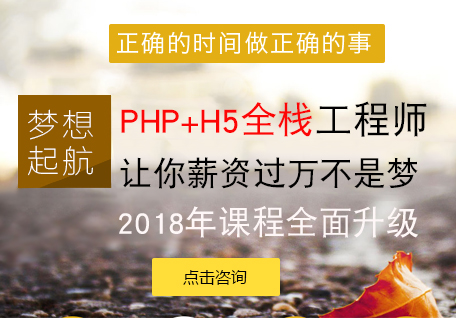 正确的时间做正确的事
梦想
起航
PHP+H5全栈工程师
让你薪资过万不是梦
2018年课程全面升级
点击咨询